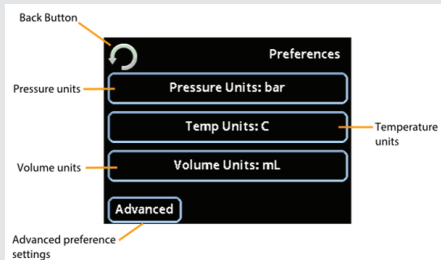 Back Button
Preferences
Pressure units
Pressure Units: bar
Temp Units: C
Temperature
units
Volume units
Volume Units: mL
Advanced
Advanced preference
settings